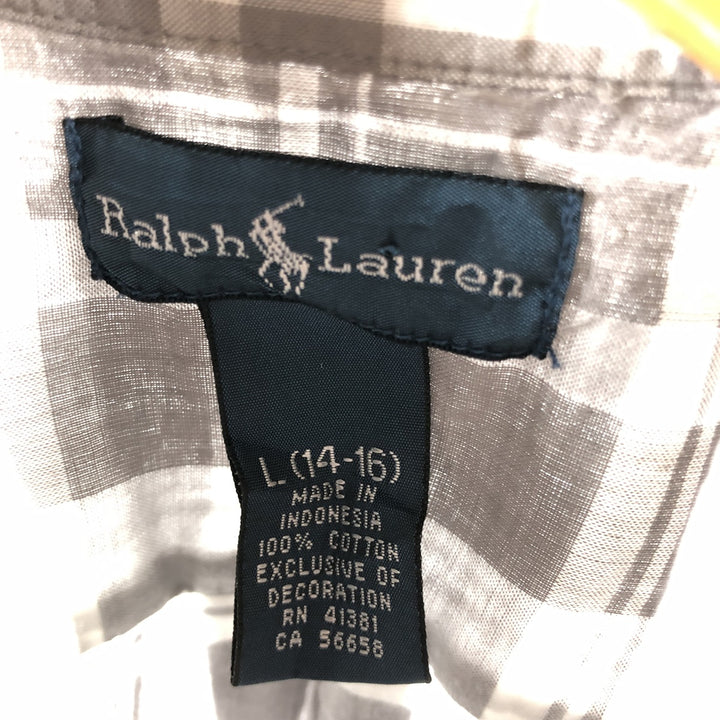 Ralph Lauren
L (14-16)
MADE IN
INDONESIA
100% COTTON
EXCLUSIVE OF
DECORATION
RN 41381
CA 56658